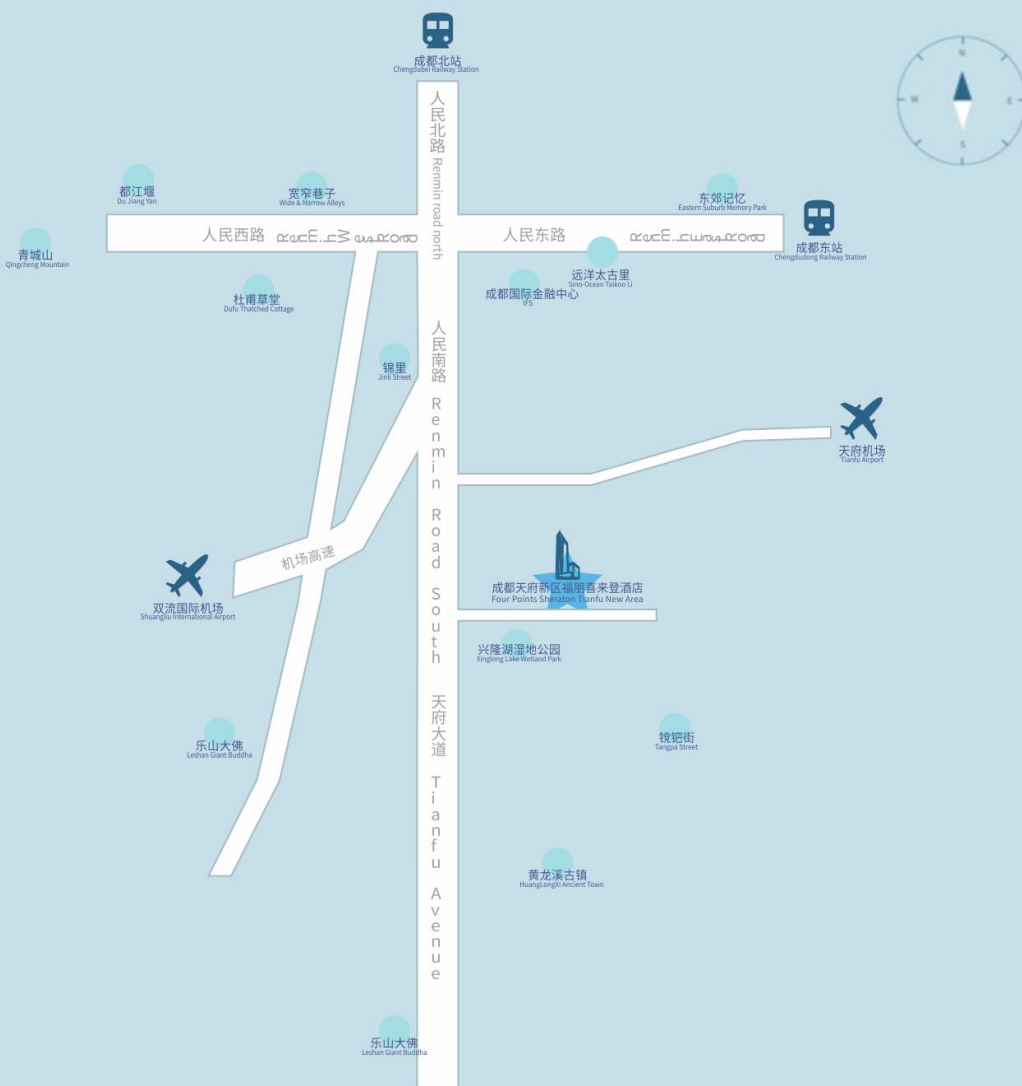 成都北站
Chengdubei Railway Station
N
W
E
S
人民北路 Renmin road north
都江堰
Du Jiang Yan
宽窄巷子
Wide & Narrow Alleys
东郊记忆
Eastern Suburb Memory Park
人民西路 Renmin West Road
人民东路 Renmin East Road
成都东站
Chengdudong Railway Station
青城山
Qingcheng Mountain
远洋太古里
Sino-Ocean Taikoo Li
杜甫草堂
Dufu Thatched Cottage
成都国际金融中心
IFS
人民南路 Renmin Road South
锦里
Jinli Street
天府机场
Tianfu Airport
机场高速
双流国际机场
Shuangliu International Airport
成都天府新区福朋喜来登酒店
Four Points Sheraton Tianfu New Area
兴隆湖湿地公园
Xinglong Lake Wetland Park
天府大道 Tianfu Avenue
乐山大佛
Leshan Giant Buddha
镋钯街
Tangpa Street
黄龙溪古镇
HuangLongXi Ancient Town
乐山大佛
Leshan Giant Buddha